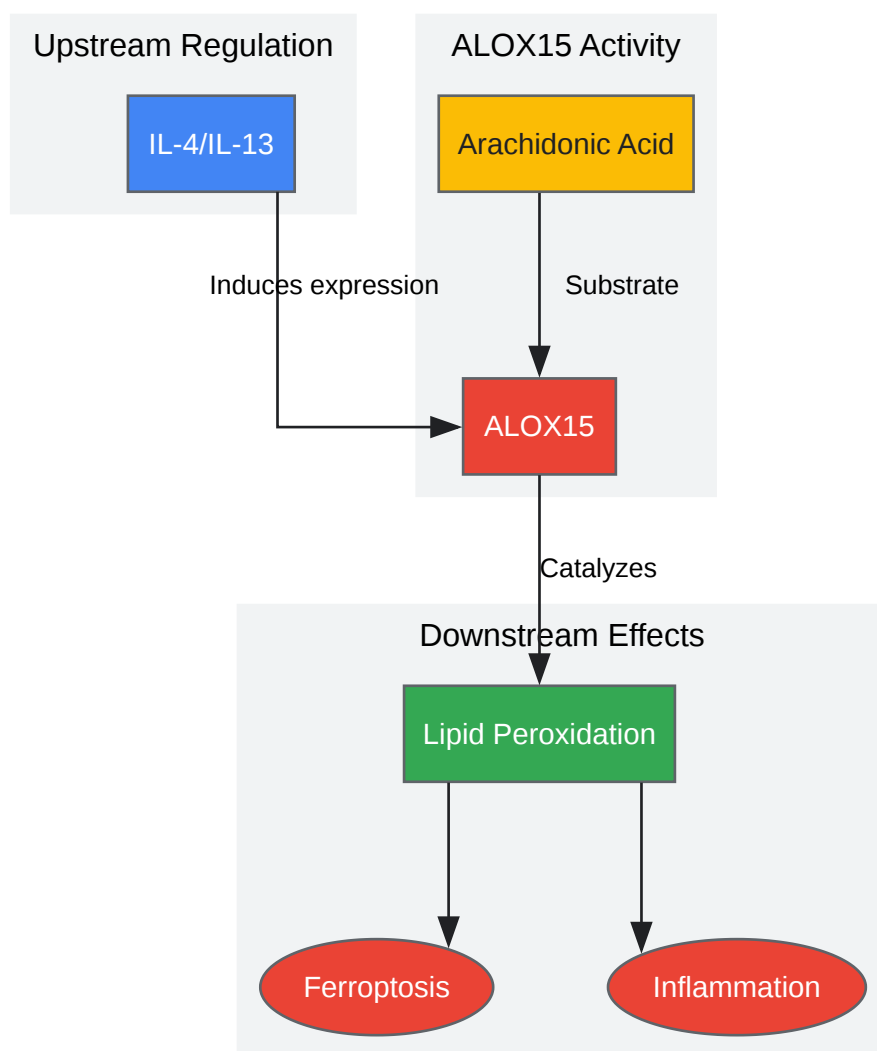 Upstream Regulation
ALOX15 Activity
IL-4/IL-13
Arachidonic Acid
Induces expression
Substrate
ALOX15
Catalyzes
Downstream Effects
Lipid Peroxidation
Ferroptosis
Inflammation